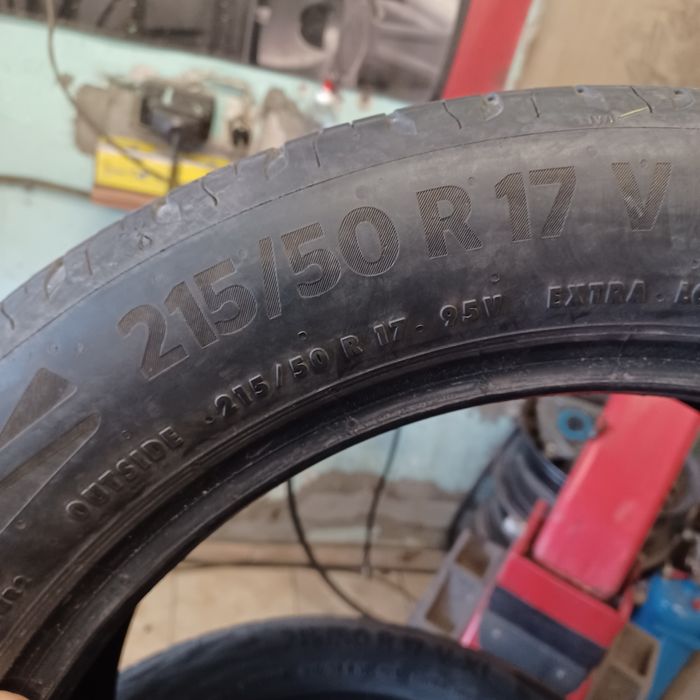 215/50 R 17 V
OUTSIDE · 215/50 R 17 · 95V EXTRA